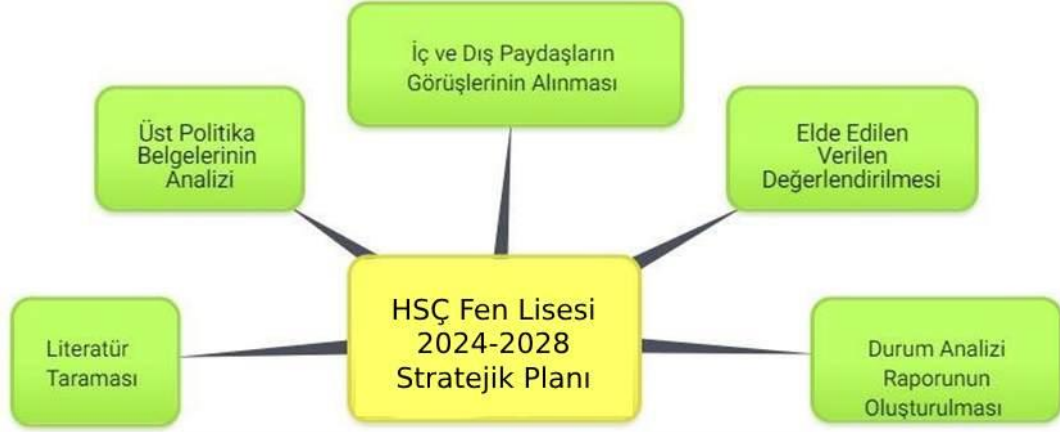 İç ve Dış Paydaşların
Görüşlerinin Alınması
Üst Politika
Belgelerinin
Analizi
Elde Edilen
Verilen
Değerlendirilmesi
HSÇ Fen Lisesi
2024-2028
Stratejik Planı
Literatür
Taraması
Durum Analizi
Raporunun
Oluşturulması